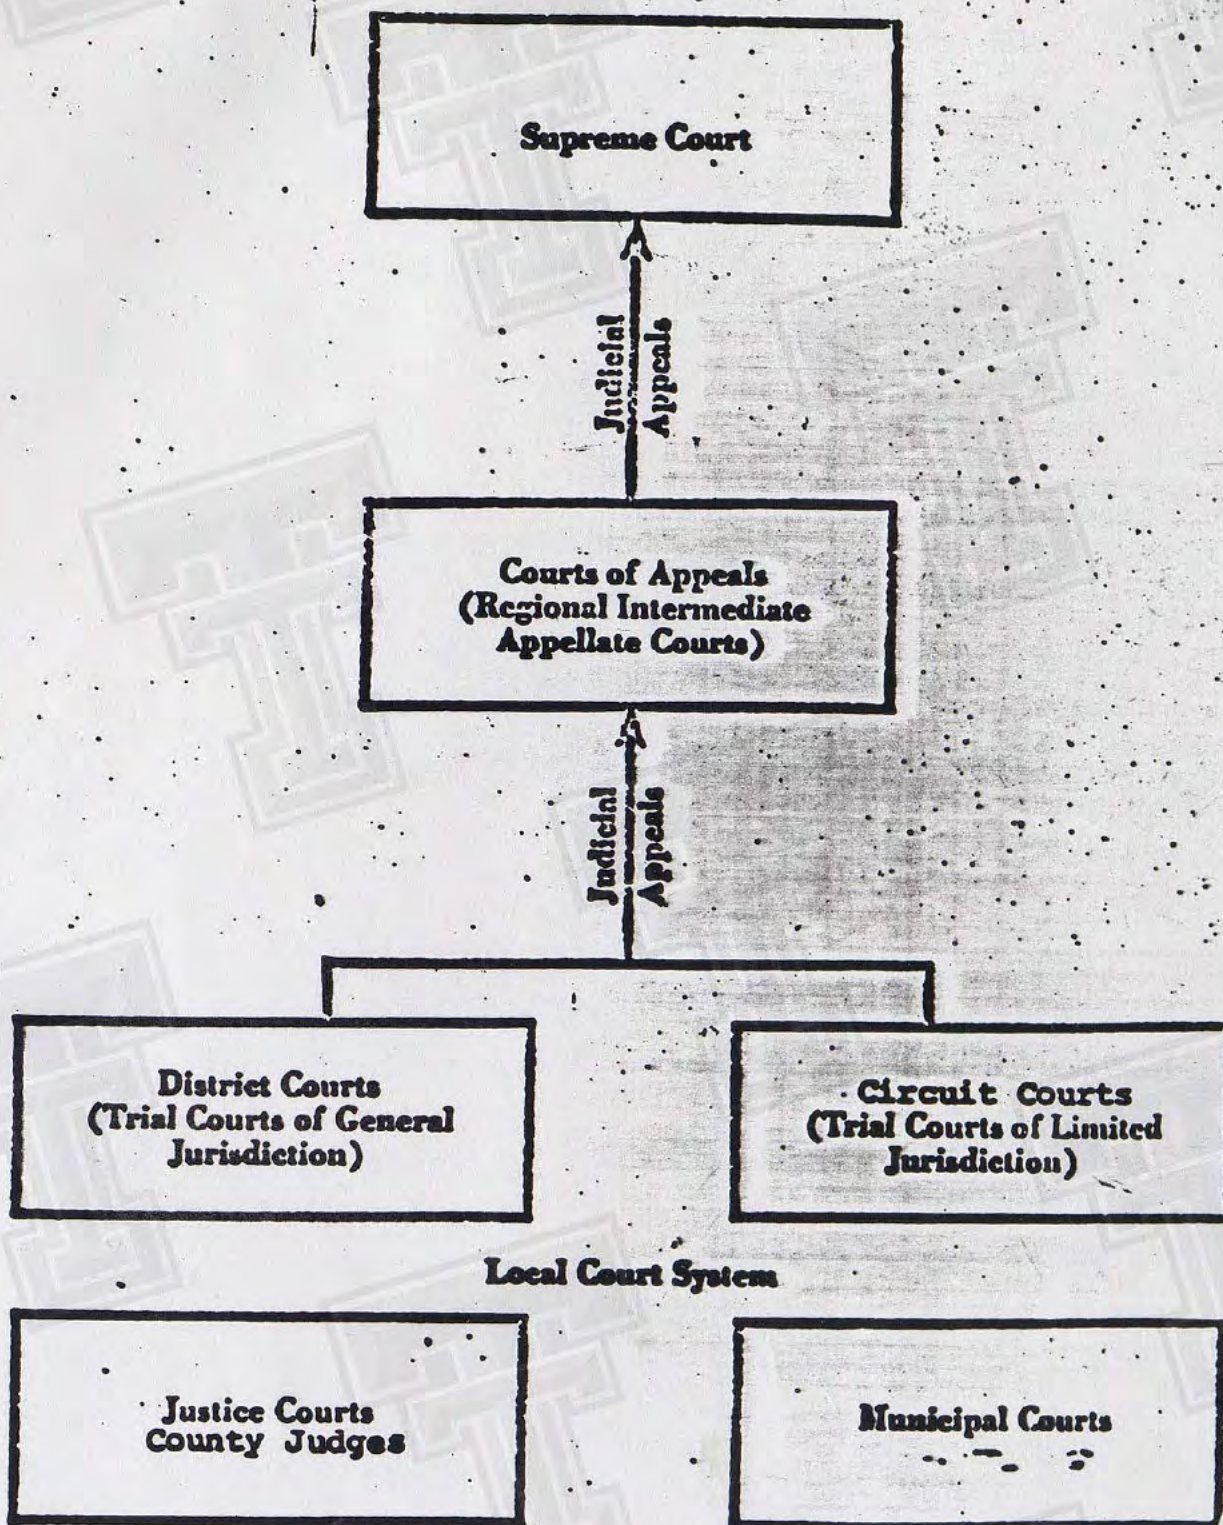 Supreme Court
Judicial
Appeals
Courts of Appeals
(Regional Intermediate
Appellate Courts)
Judicial
Appeals
District Courts
(Trial Courts of General
Jurisdiction)
Circuit Courts
(Trial Courts of Limited
Jurisdiction)
Local Court System
Justice Courts
County Judges
Municipal Courts